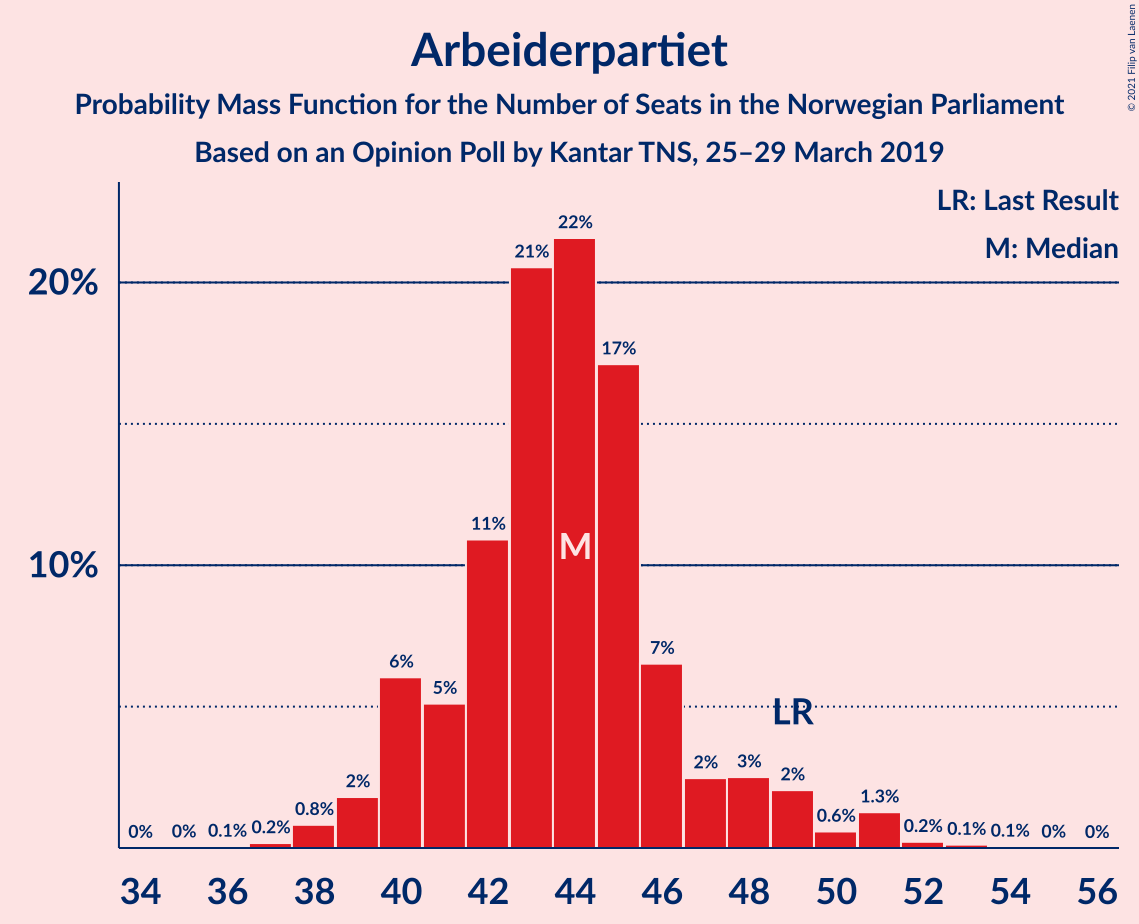 Arbeiderpartiet
Probability Mass Function for the Number of Seats in the Norwegian Parliament
Based on an Opinion Poll by Kantar TNS, 25–29 March 2019
© 2021 Filip van Laenen
LR: Last Result
M: Median
20%
10%
0% 0% 0.1% 0.2% 0.8% 2% 6% 5% 11% 21% 22% 17% 7% 2% 3% 2% 0.6% 1.3% 0.2% 0.1% 0.1% 0% 0%
M
LR
34 36 38 40 42 44 46 48 50 52 54 56